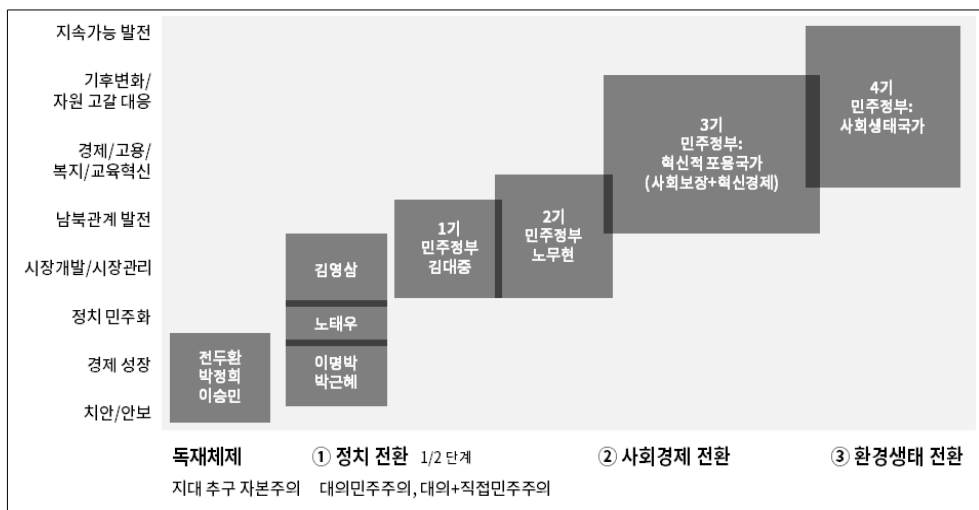 지속가능 발전
기후변화/
자원 고갈 대응
경제/고용/
복지/교육혁신
남북관계 발전
시장개발/시장관리
정치 민주화
경제 성장
치안/안보
전두환
박정희
이승민
김영삼
노태우
이명박
박근혜
1기
민주정부
김대중
2기
민주정부
노무현
3기
민주정부:
혁신적 포용국가
(사회보장+혁신경제)
4기
민주정부:
사회생태국가
독재체제
① 정치 전환 1/2 단계
② 사회경제 전환
③ 환경생태 전환
지대 추구 자본주의
대의민주주의, 대의+직접민주주의